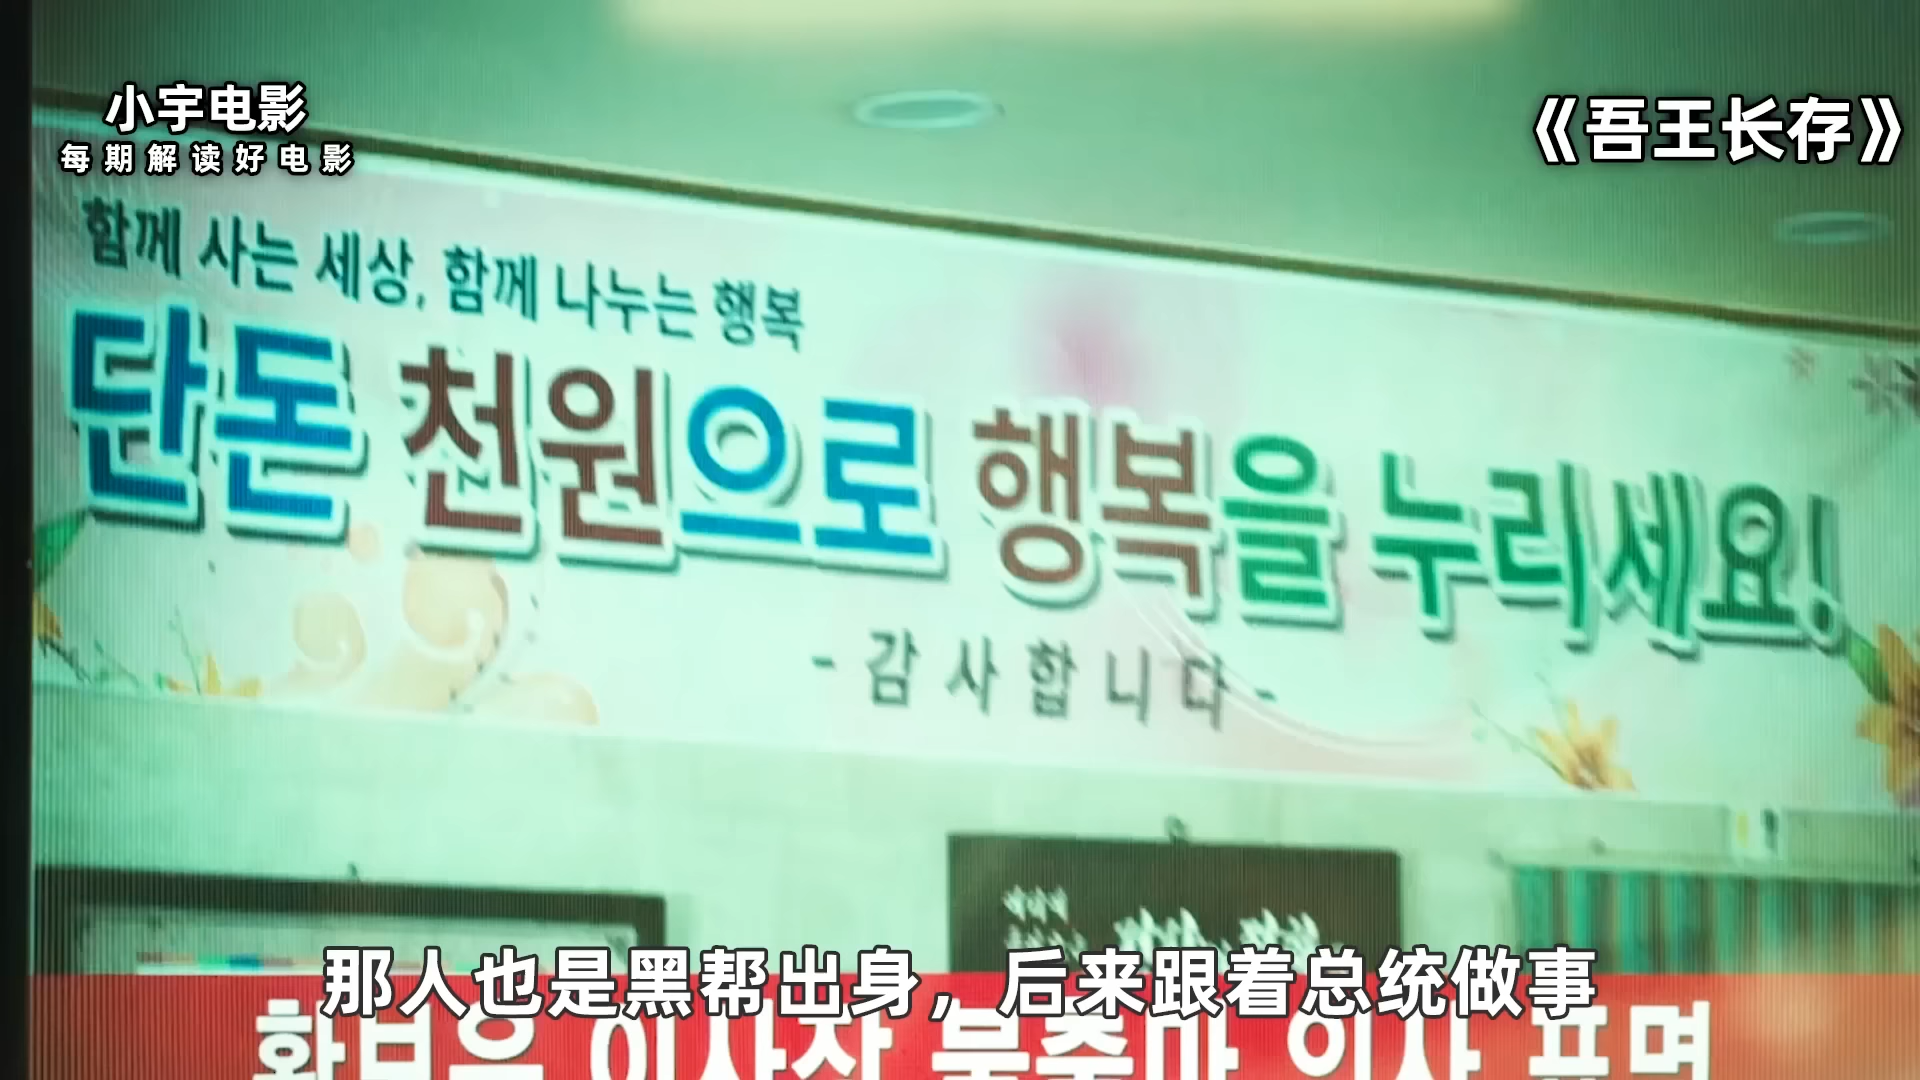 小宇电影
每期解读好电影
《吾王长存》
함께 사는 세상, 함께 나누는 행복
단돈 천원으로 행복을 누리세요!
- 감사합니다 -
那人也是黑帮出身，后来跟着总统做事